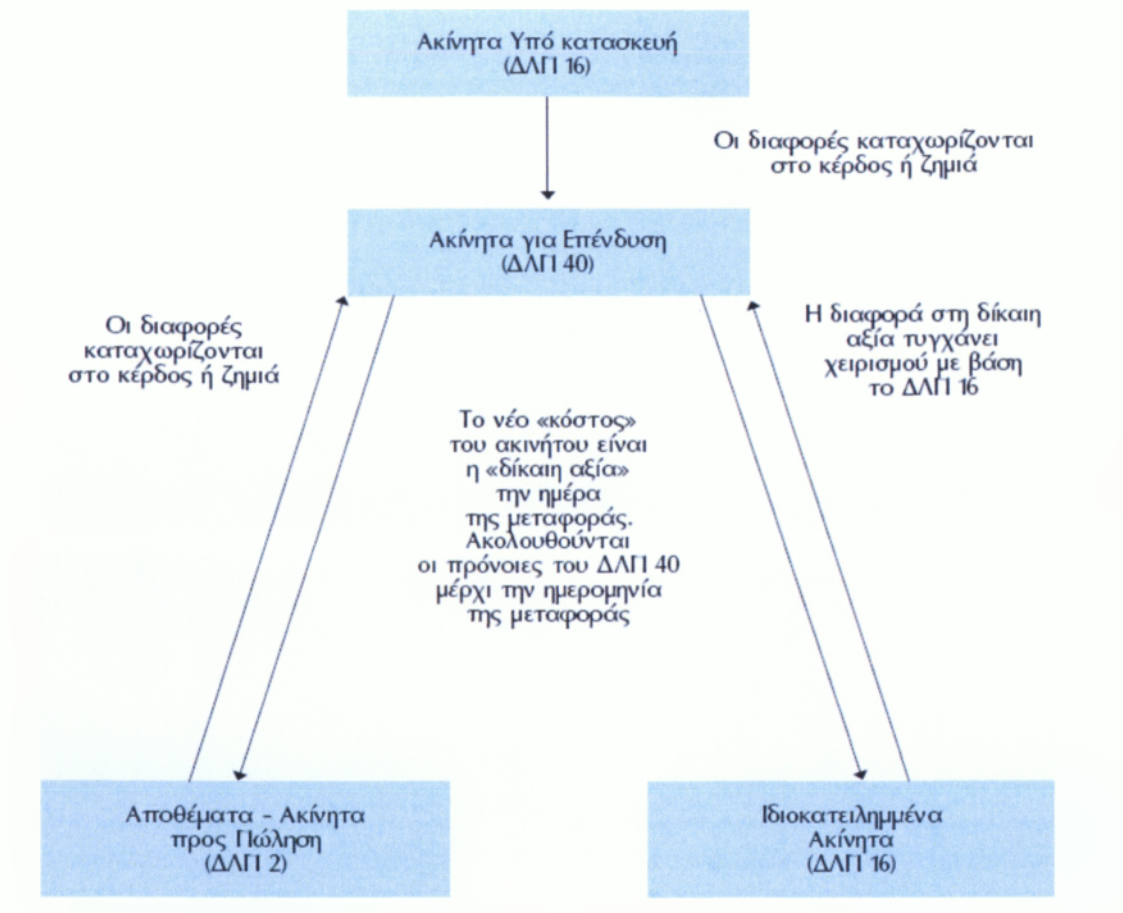 Ακίνητα Υπό κατασκευή
(ΔΛΠ 16)
Οι διαφορές καταχωρίζονται
στο κέρδος ή ζημιά
Ακίνητα για Επένδυση
(ΔΛΠ 40)
Οι διαφορές
καταχωρίζονται
στο κέρδος ή ζημιά
Η διαφορά στη δίκαιη
αξία τυγχάνει
χειρισμού με βάση
το ΔΛΠ 16
Το νέο «κόστος»
του ακινήτου είναι
η «δίκαιη αξία»
την ημέρα
της μεταφοράς.
Ακολουθούνται
οι πρόνοιες του ΔΛΠ 40
μέρχι την ημερομηνία
της μεταφοράς
Αποθέματα - Ακίνητα
προς Πώληση
(ΔΛΠ 2)
Ιδιοκατειλημμένα
Ακίνητα
(ΔΛΠ 16)